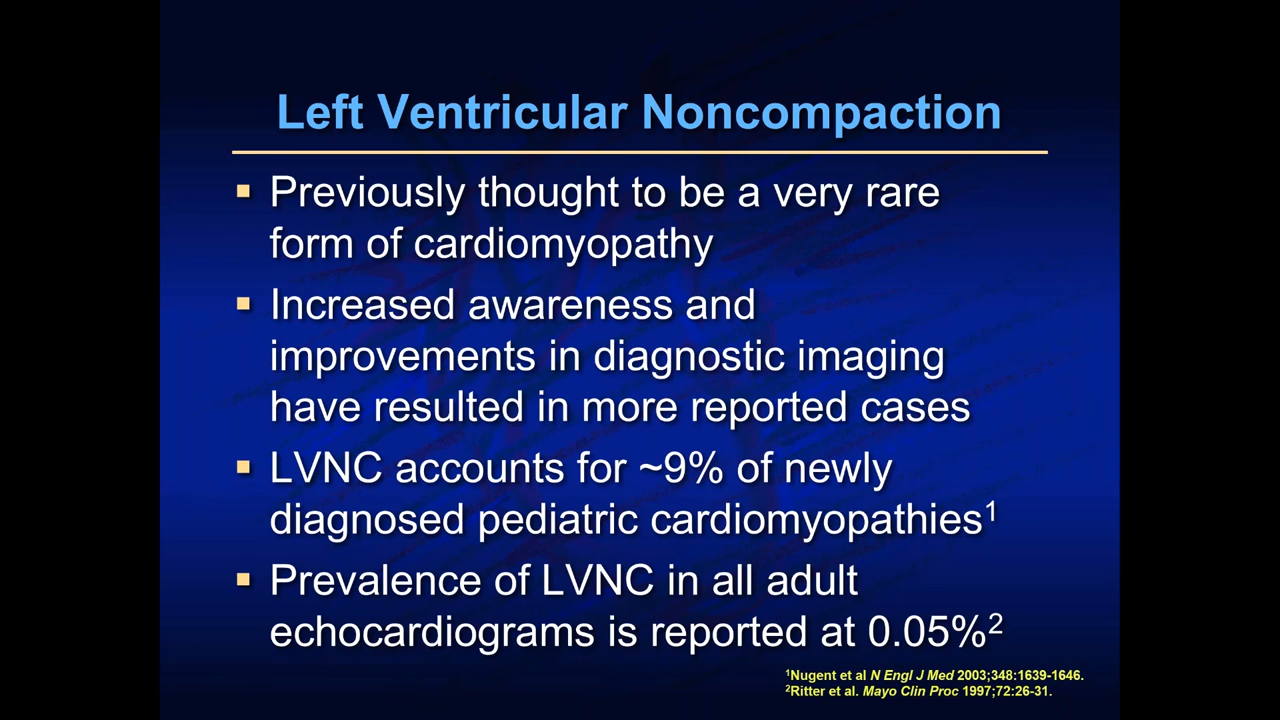 Left Ventricular Noncompaction
▪ Previously thought to be a very rare
form of cardiomyopathy
▪ Increased awareness and
improvements in diagnostic imaging
have resulted in more reported cases
▪ LVNC accounts for ~9% of newly
diagnosed pediatric cardiomyopathies¹
▪ Prevalence of LVNC in all adult
echocardiograms is reported at 0.05%²
¹Nugent et al N Engl J Med 2003;348:1639-1646.
²Ritter et al. Mayo Clin Proc 1997;72:26-31.